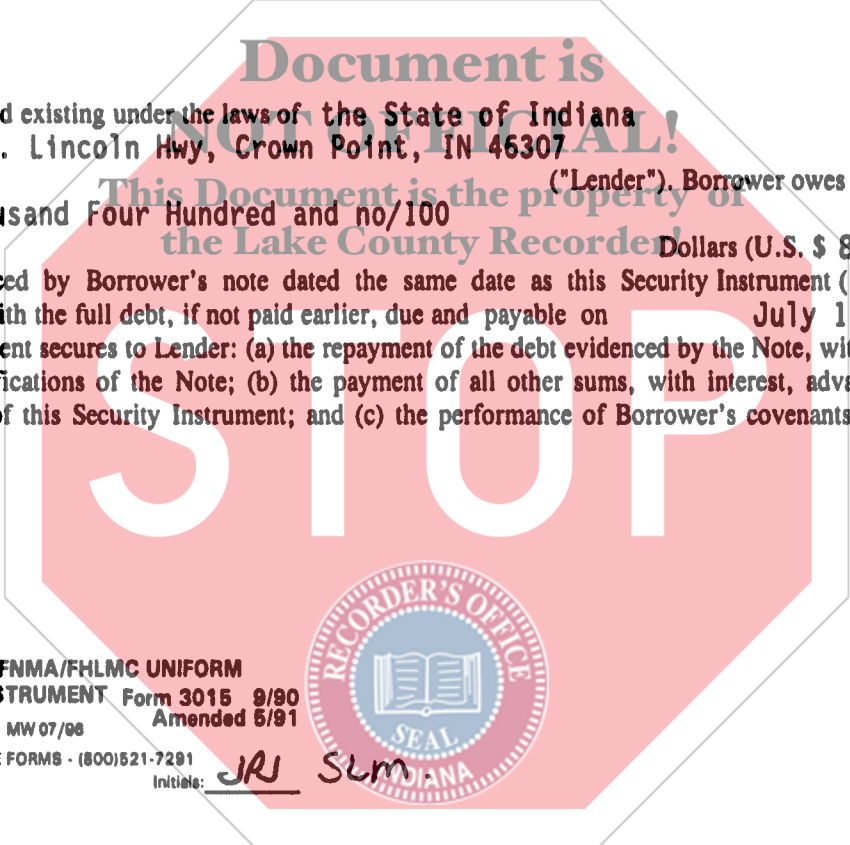 Document is
d existing under the laws of the State of Indiana
NOT OFFICIAL!
. Lincoln Hwy, Crown Point, IN 46307
("Lender"). Borrower owes
This Document is the property of
sand Four Hundred and no/100
the Lake County Recorder!
Dollars (U.S. $ 8
ced by Borrower's note dated the same date as this Security Instrument (
ith the full debt, if not paid earlier, due and payable on July 1
ent secures to Lender: (a) the repayment of the debt evidenced by the Note, wit
fications of the Note; (b) the payment of all other sums, with interest, adva
of this Security Instrument; and (c) the performance of Borrower's covenants
STOP
RECORDER'S OFFICE
SEAL
INDIANA
FNMA/FHLMC UNIFORM
STRUMENT Form 3015 9/90
Amended 5/91
MW 07/96
E FORMS - (800)521-7291
Initials: JRJ SLM.